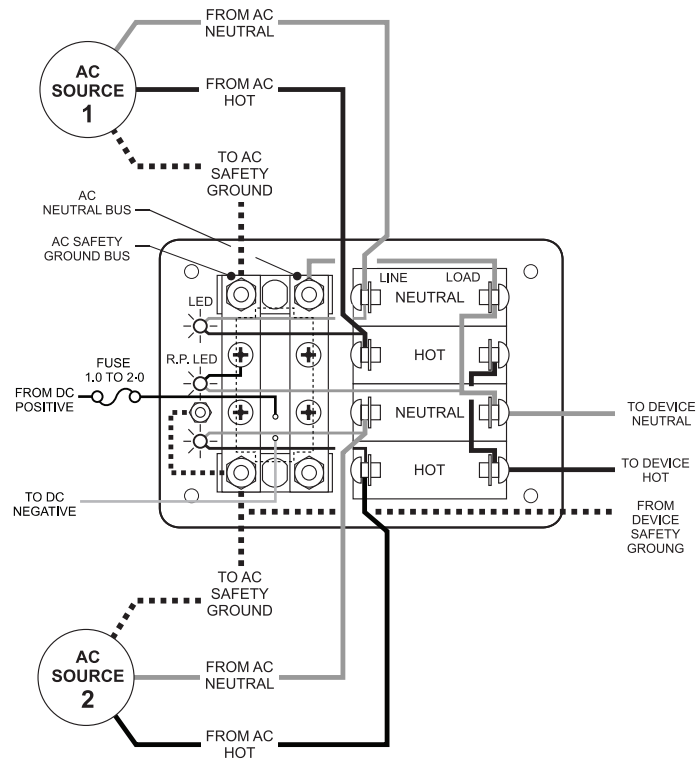 FROM AC
NEUTRAL
AC
SOURCE
1
FROM AC
HOT
TO AC
SAFETY
GROUND
AC
NEUTRAL BUS
AC SAFETY
GROUND BUS
LINE
LOAD
NEUTRAL
LED
HOT
R.P. LED
FUSE
1.0 TO 2-0
FROM DC
POSITIVE
NEUTRAL
TO DEVICE
NEUTRAL
HOT
TO DEVICE
HOT
TO DC
NEGATIVE
FROM
DEVICE
SAFETY
GROUNG
TO AC
SAFETY
GROUND
AC
SOURCE
2
FROM AC
NEUTRAL
FROM AC
HOT